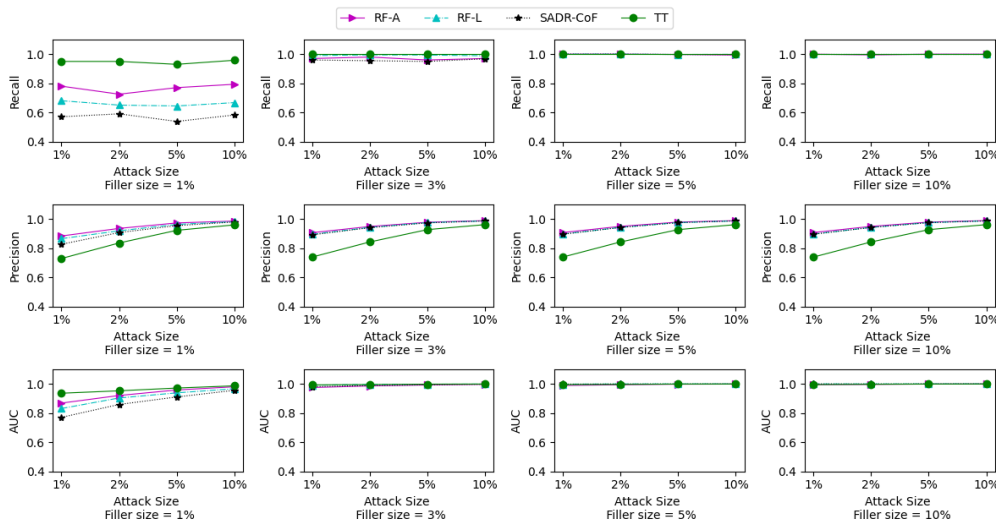 RF-A RF-L SADR-CoF TT
Recall
1.0
0.8
0.6
0.4
1% 2% 5% 10%
Attack Size
Filler size = 1%
Recall
1.0
0.8
0.6
0.4
1% 2% 5% 10%
Attack Size
Filler size = 3%
Recall
1.0
0.8
0.6
0.4
1% 2% 5% 10%
Attack Size
Filler size = 5%
Recall
1.0
0.8
0.6
0.4
1% 2% 5% 10%
Attack Size
Filler size = 10%
Precision
1.0
0.8
0.6
0.4
1% 2% 5% 10%
Attack Size
Filler size = 1%
Precision
1.0
0.8
0.6
0.4
1% 2% 5% 10%
Attack Size
Filler size = 3%
Precision
1.0
0.8
0.6
0.4
1% 2% 5% 10%
Attack Size
Filler size = 5%
Precision
1.0
0.8
0.6
0.4
1% 2% 5% 10%
Attack Size
Filler size = 10%
AUC
1.0
0.8
0.6
0.4
1% 2% 5% 10%
Attack Size
Filler size = 1%
AUC
1.0
0.8
0.6
0.4
1% 2% 5% 10%
Attack Size
Filler size = 3%
AUC
1.0
0.8
0.6
0.4
1% 2% 5% 10%
Attack Size
Filler size = 5%
AUC
1.0
0.8
0.6
0.4
1% 2% 5% 10%
Attack Size
Filler size = 10%